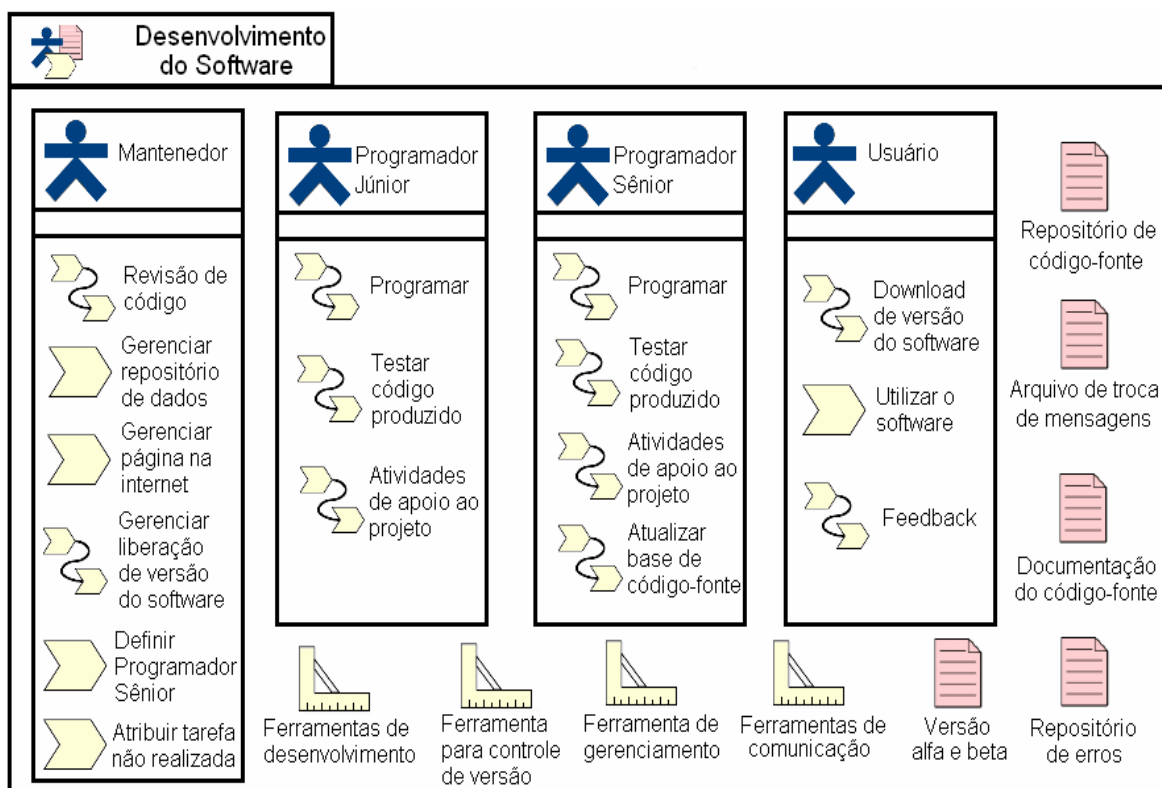 Desenvolvimento
do Software
Mantenedor
Revisão de
código
Gerenciar
repositório
de dados
Gerenciar
página na
internet
Gerenciar
liberação
de versão
do software
Definir
Programador
Sênior
Atribuir tarefa
não realizada
Programador
Júnior
Programar
Testar
código
produzido
Atividades
de apoio ao
projeto
Programador
Sênior
Programar
Testar
código
produzido
Atividades
de apoio ao
projeto
Atualizar
base de
código-fonte
Usuário
Download
de versão
do software
Utilizar o
software
Feedback
Repositório de
código-fonte
Arquivo de troca
de mensagens
Documentação
do código-fonte
Ferramentas de
desenvolvimento
Ferramenta
para controle
de versão
Ferramenta de
gerenciamento
Ferramentas de
comunicação
Versão
alfa e beta
Repositório
de erros